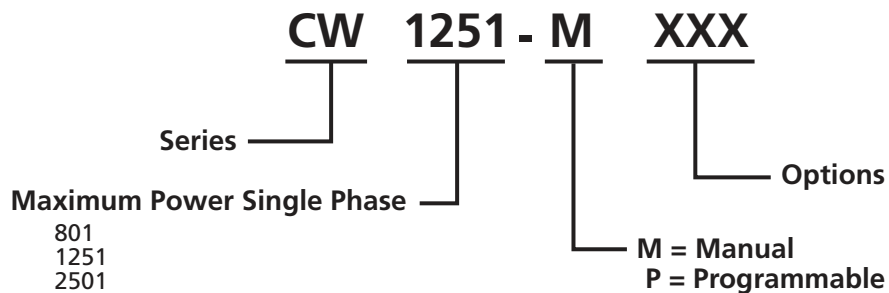 CW 1251 - M XXX
Series
Options
Maximum Power Single Phase
801
1251
2501
M = Manual
P = Programmable